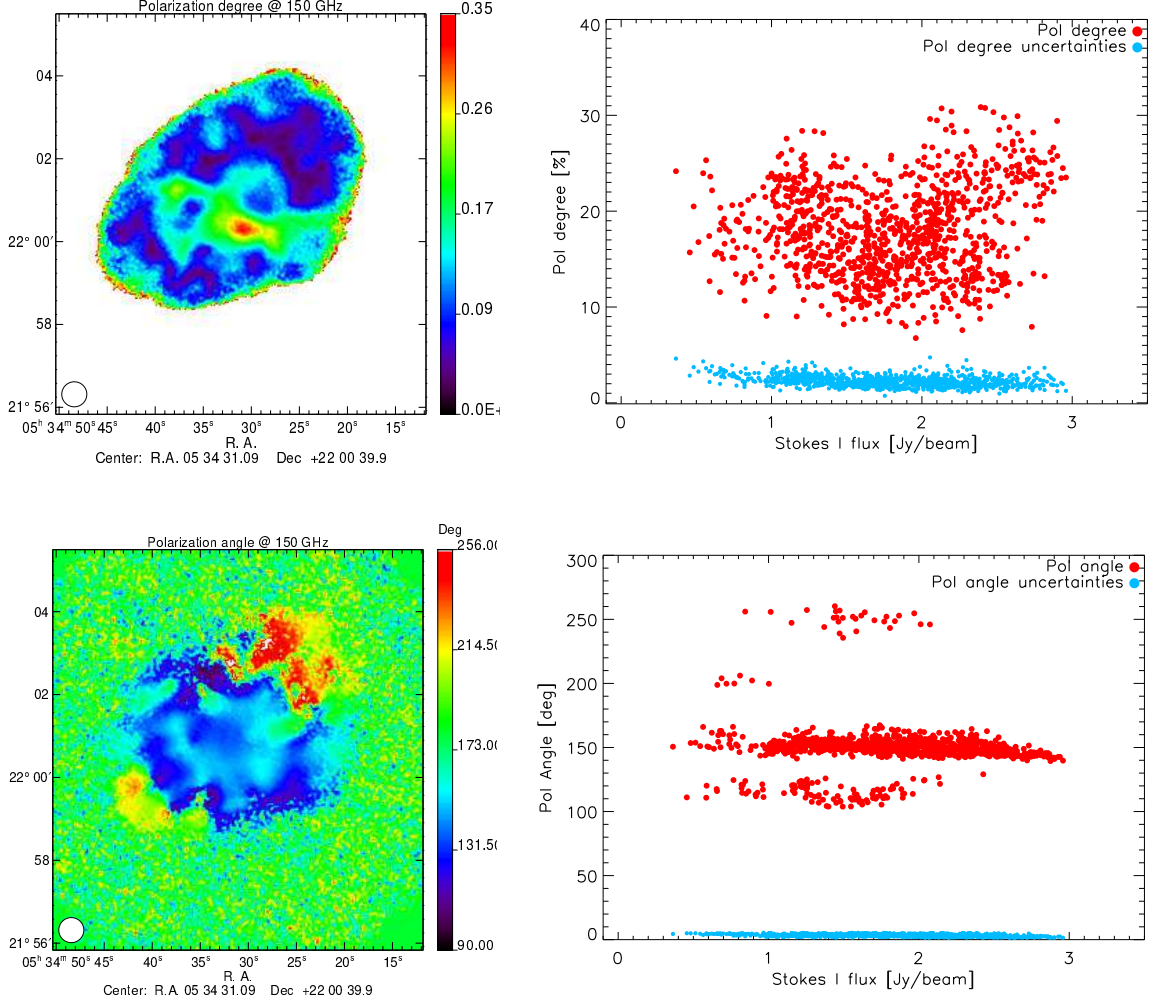 Polarization degree @ 150 GHz
0.35
04
0.26
02
0.17
22° 00′
0.09
58
0.0E+
21° 56′
05ʰ 34ᵐ 50ˢ 45ˢ 40ˢ 35ˢ 30ˢ 25ˢ 20ˢ 15ˢ
R. A.
Center: R.A. 05 34 31.09 Dec +22 00 39.9
40
Pol degree
Pol degree uncertainties
30
20
10
0
Pol degree [%]
0 1 2 3
Stokes I flux [Jy/beam]
Polarization angle @ 150 GHz
Deg
256.00
04
214.50
02
173.00
22° 00′
131.50
58
90.00
21° 56′
05ʰ 34ᵐ 50ˢ 45ˢ 40ˢ 35ˢ 30ˢ 25ˢ 20ˢ 15ˢ
R. A.
Center: R.A. 05 34 31.09 Dec +22 00 39.9
300
Pol angle
Pol angle uncertainties
250
200
150
100
50
0
Pol Angle [deg]
0 1 2 3
Stokes I flux [Jy/beam]